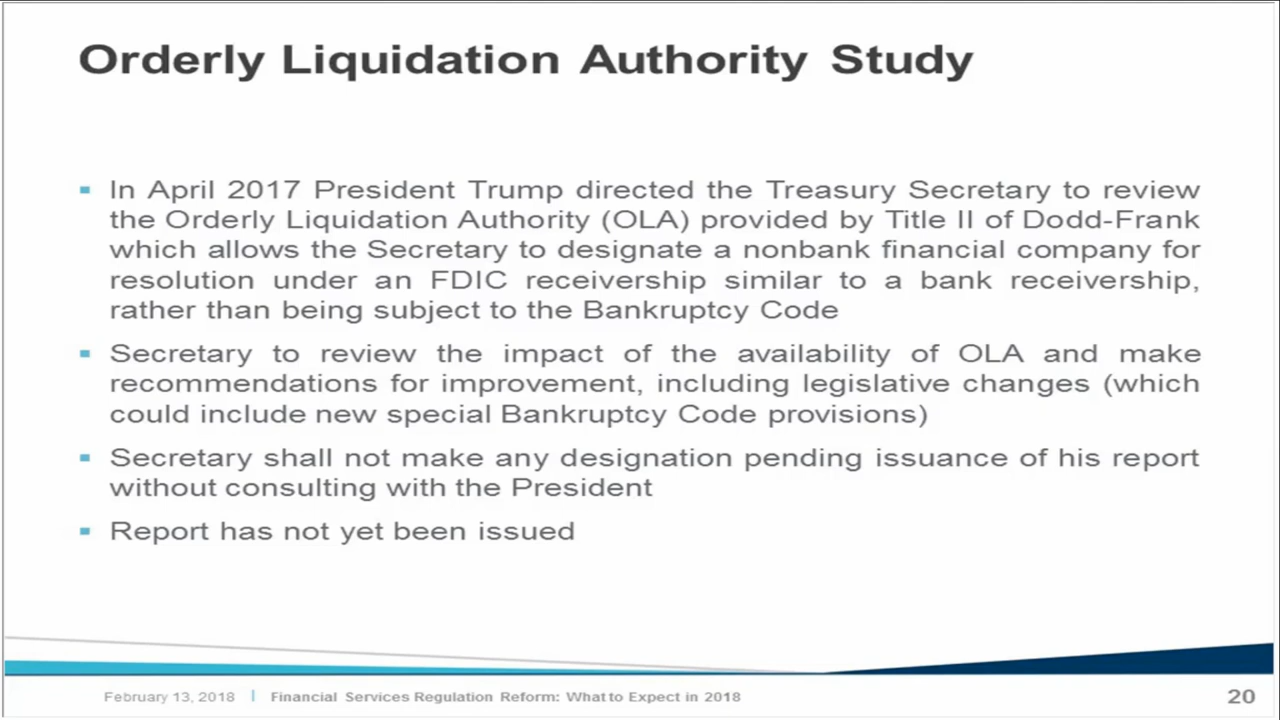 Orderly Liquidation Authority Study
In April 2017 President Trump directed the Treasury Secretary to review
the Orderly Liquidation Authority (OLA) provided by Title II of Dodd-Frank
which allows the Secretary to designate a nonbank financial company for
resolution under an FDIC receivership similar to a bank receivership,
rather than being subject to the Bankruptcy Code
Secretary to review the impact of the availability of OLA and make
recommendations for improvement, including legislative changes (which
could include new special Bankruptcy Code provisions)
Secretary shall not make any designation pending issuance of his report
without consulting with the President
Report has not yet been issued
February 13, 2018 | Financial Services Regulation Reform: What to Expect in 2018
20